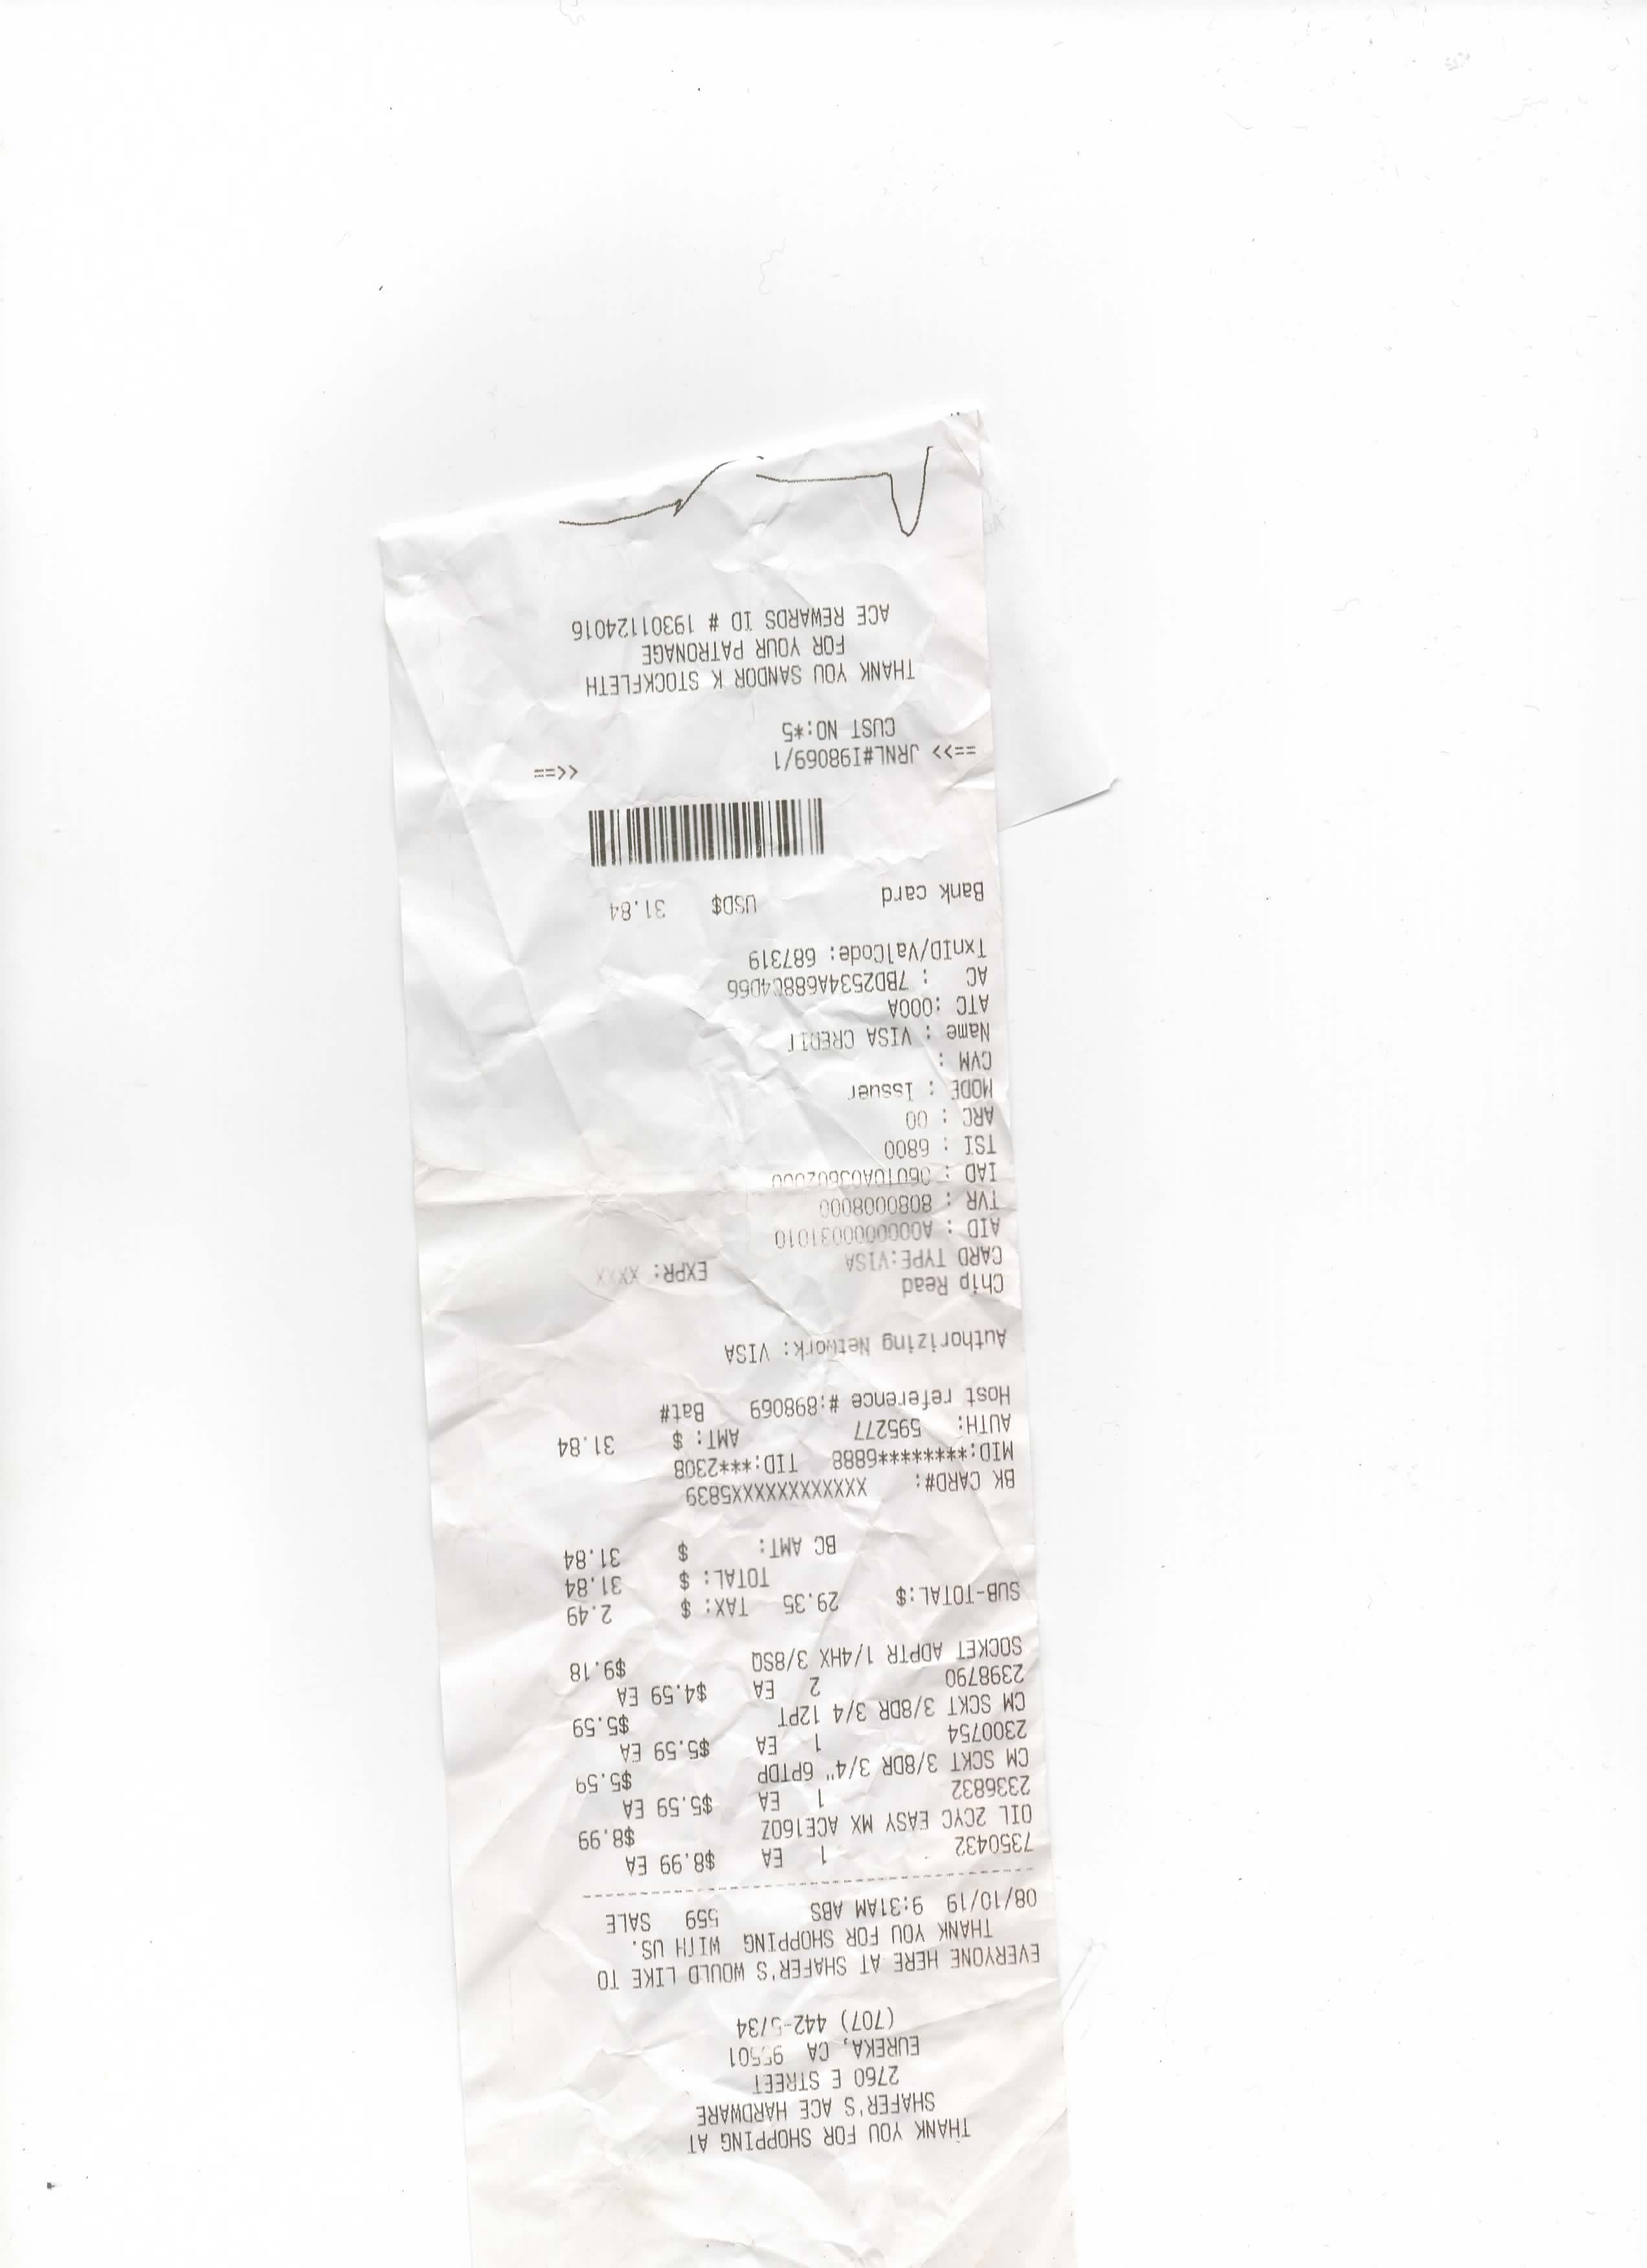 THANK YOU FOR SHOPPING AT
SHAFER'S ACE HARDWARE
2760 E STREET
EUREKA, CA 95501
(707) 442-5734
EVERYONE HERE AT SHAFER'S WOULD LIKE TO
THANK YOU FOR SHOPPING WITH US.
08/10/19 9:31AM ABS 559 SALE
7350432 1 EA $8.99 EA
OIL 2CYC EASY MX ACE16OZ $8.99
2336832 1 EA $5.59 EA
CM SCKT 3/8DR 3/4" 6PTDP $5.59
2300754 1 EA $5.59 EA
CM SCKT 3/8DR 3/4 12PT $5.59
2398790 2 EA $4.59 EA
SOCKET ADPTR 1/4HX 3/8SQ $9.18
SUB-TOTAL:$ 29.35 TAX: $ 2.49
TOTAL: $ 31.84
BC AMT: $ 31.84
BK CARD#: XXXXXXXXXXXX5839
MID:*********6888 TID:***2308
AUTH: 595277 AMT: $ 31.84
Host reference #:898069 Bat#
Authorizing Network: VISA
Chip Read
CARD TYPE:VISA EXPR: XXXX
AID : A0000000031010
TVR : 8080008000
IAD : 06010A03602000
TSI : 6800
ARC : 00
MODE : Issuer
CVM :
Name : VISA CREDIT
ATC :000A
AC : 7BD2534A688C4D66
TxnID/ValCode: 687319
Bank card USD$ 31.84
==>> JRNL#I98069/1 <<==
CUST NO:*5
THANK YOU SANDOR K STOCKFLETH
FOR YOUR PATRONAGE
ACE REWARDS ID # 19301124016